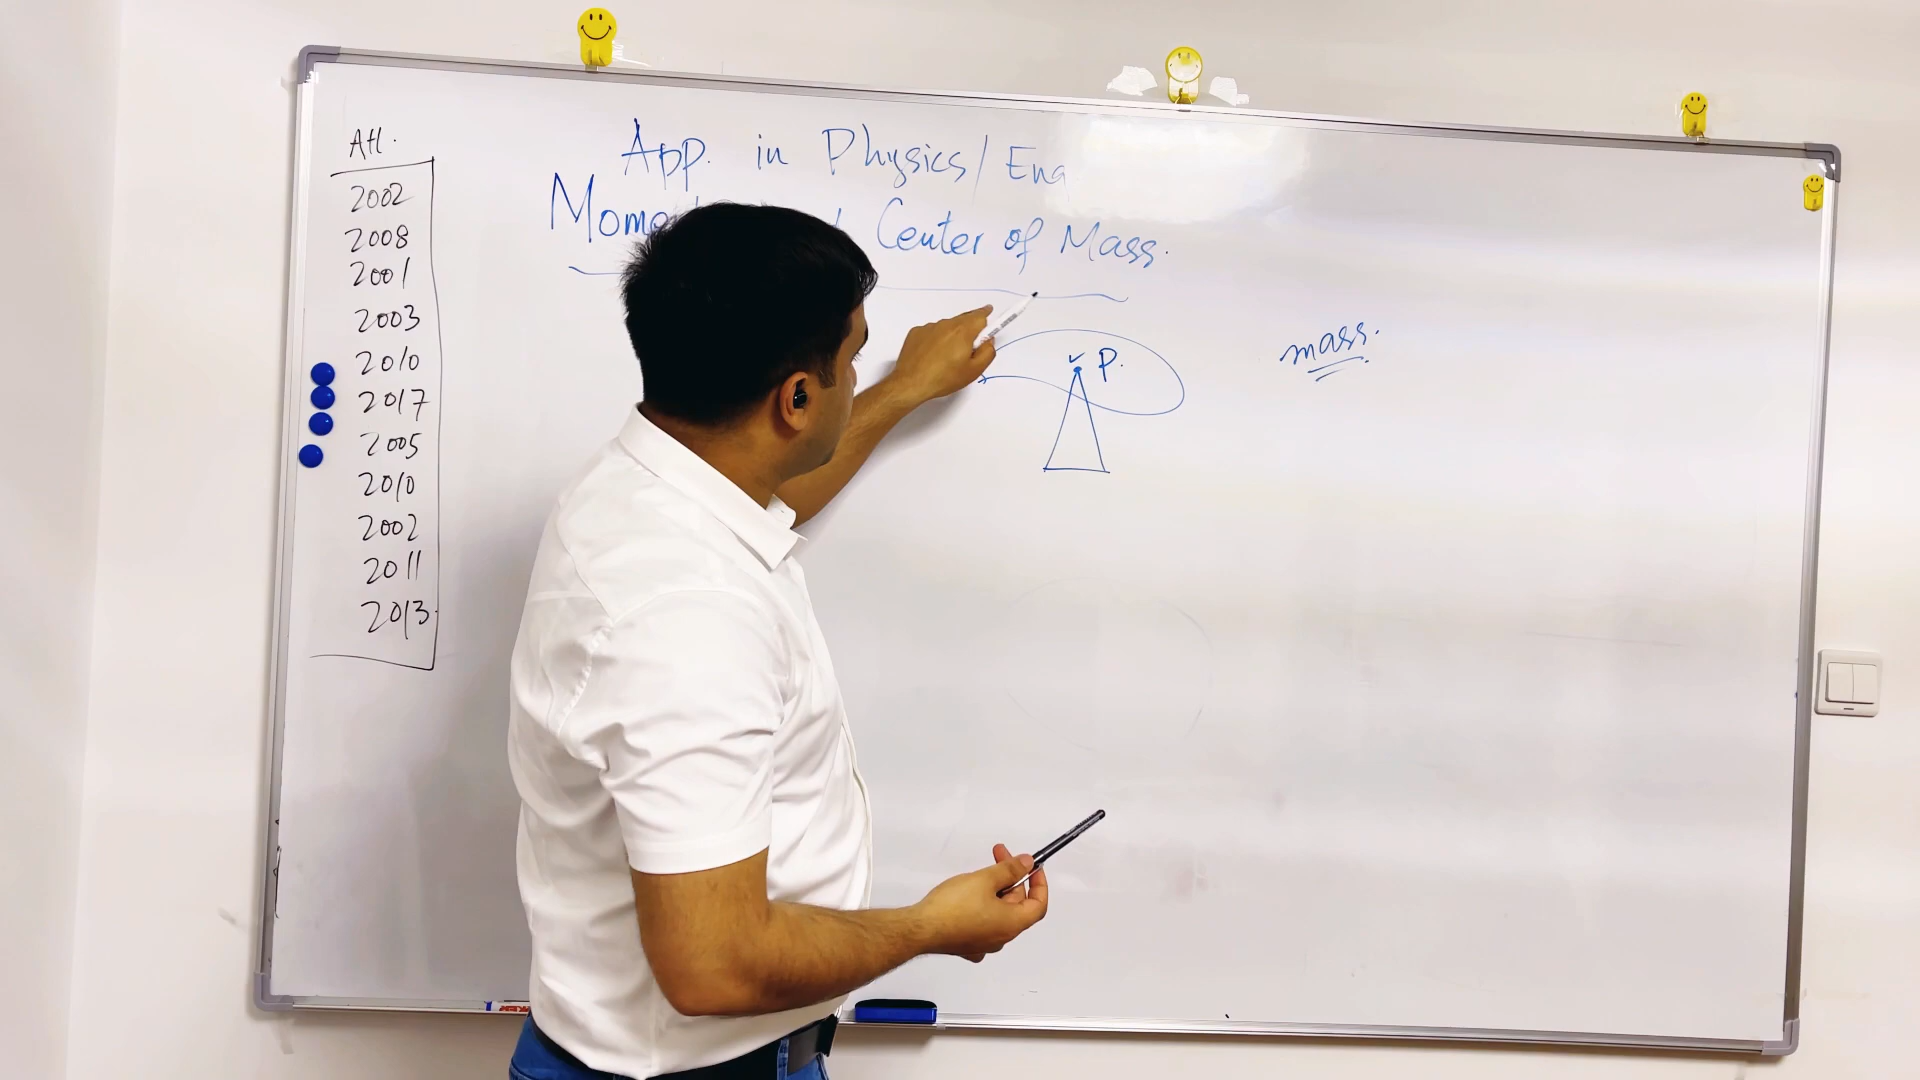 Att.
2002
2008
2001
2003
2010
2017
2005
2010
2002
2011
2013.
App. in Physics/Eng
Mome Center of Mass.
P.
mass.